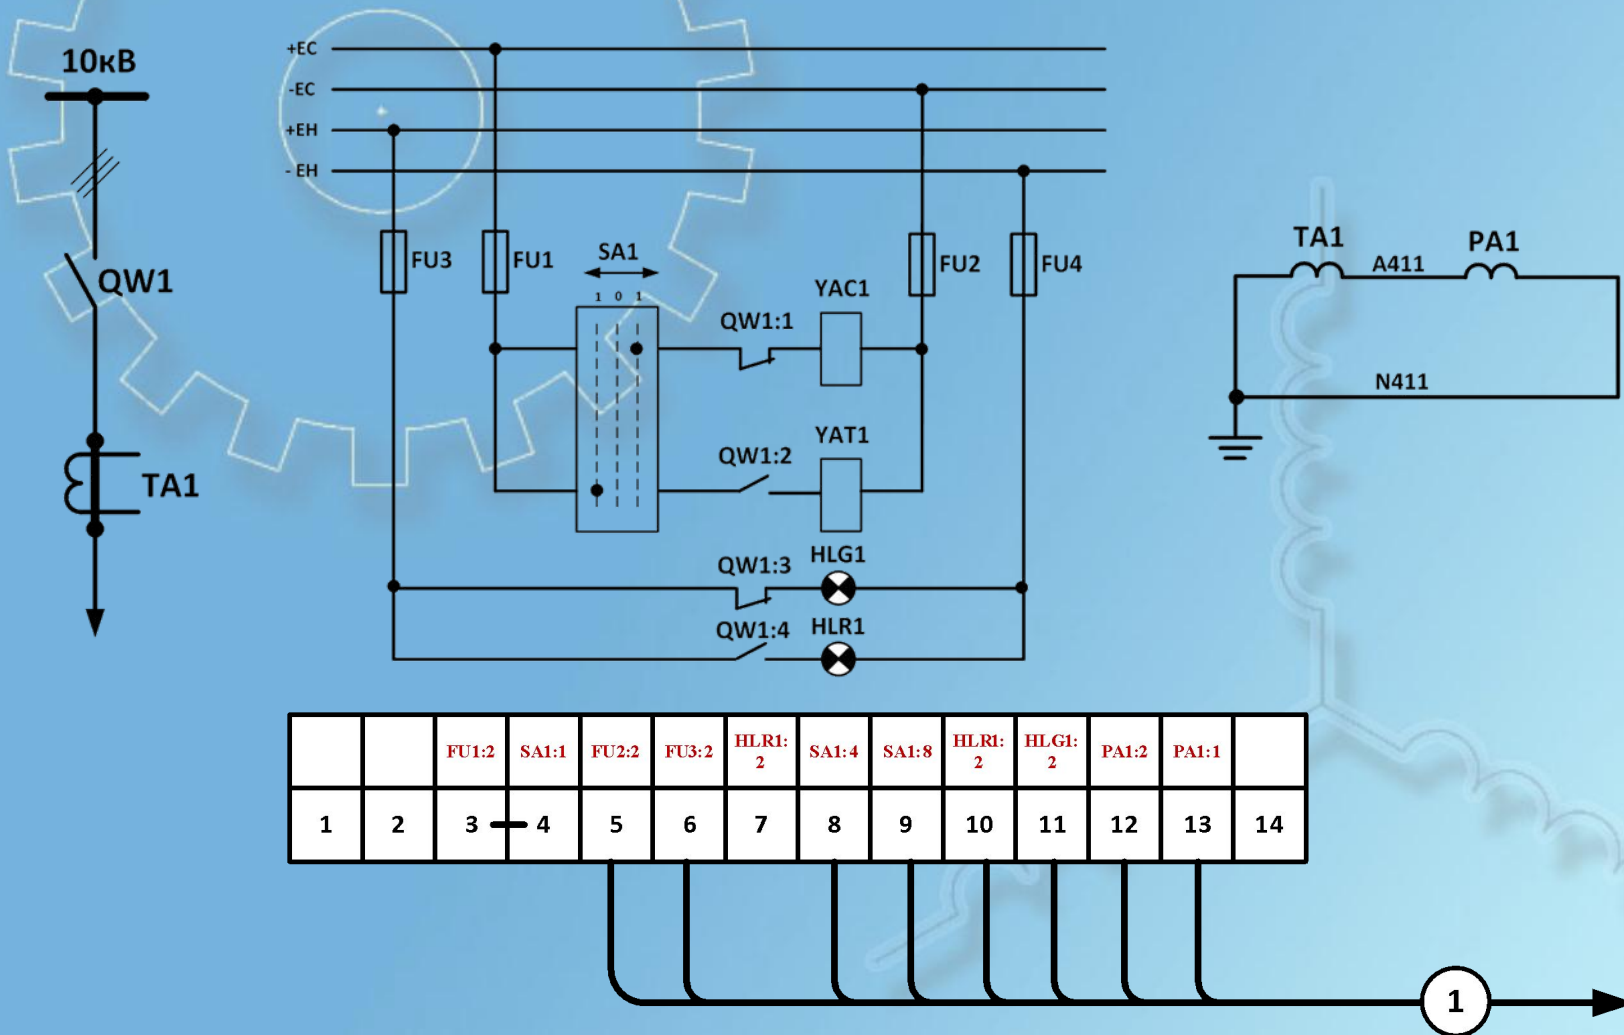 10кВ
QW1
TA1
+EC
-EC
+EH
- EH
FU3
FU1
SA1
1 0 1
FU2
FU4
YAC1
QW1:1
YAT1
QW1:2
HLG1
QW1:3
HLR1
QW1:4
TA1
A411
PA1
N411
FU1:2 SA1:1 FU2:2 FU3:2 HLR1:2 SA1:4 SA1:8 HLR1:2 HLG1:2 PA1:2 PA1:1
1 2 3 4 5 6 7 8 9 10 11 12 13 14
1